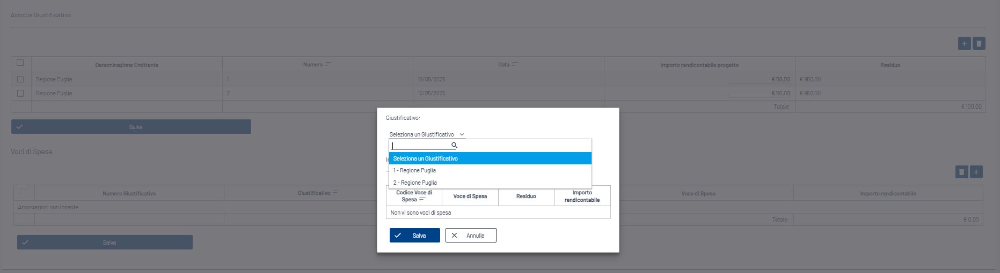 Associa Giustificativo
Denominazione Emittente Numero Data Importo rendicontabile progetto Residuo
Regione Puglia 1 15/05/2025 € 50,00 € 950,00
Regione Puglia 2 15/05/2025 € 50,00 € 950,00
Totale: € 100,00
Salva
Voci di Spesa
Numero Giustificativo Giustificativo Voce di Spesa Importo rendicontabile
Associazioni non inserite
Totale: € 0,00
Salva
Giustificativo:
Seleziona un Giustificativo
Seleziona un Giustificativo
1 - Regione Puglia
2 - Regione Puglia
Codice Voce di Spesa Voce di Spesa Residuo Importo rendicontabile
Non vi sono voci di spesa
Salva Annulla